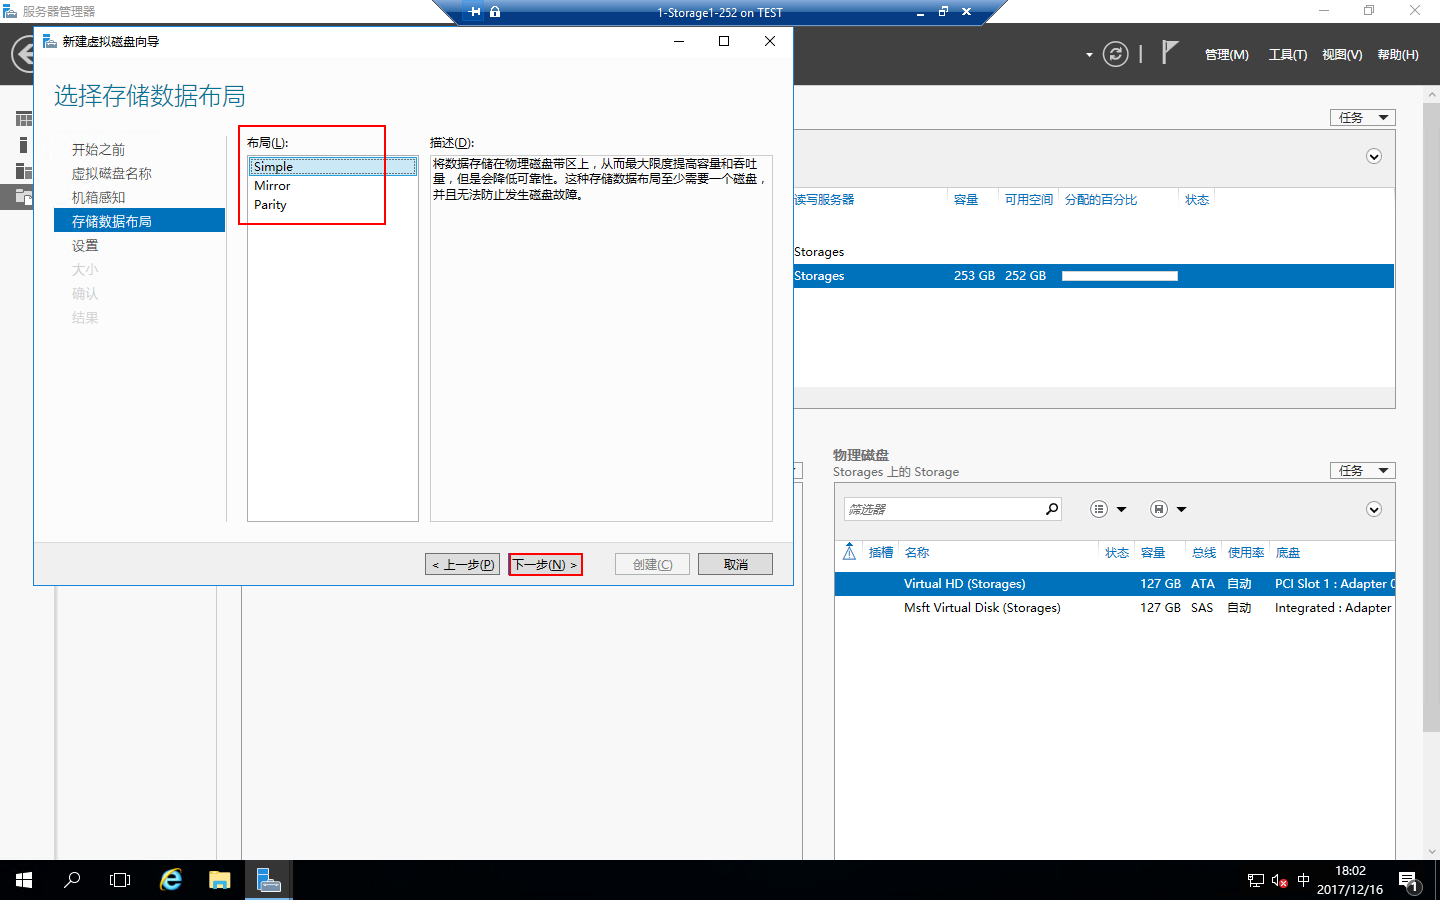 服务器管理器
1-Storage1-252 on TEST
新建虚拟磁盘向导
管理(M) 工具(T) 视图(V) 帮助(H)
选择存储数据布局
任务
开始之前
虚拟磁盘名称
机箱感知
存储数据布局
设置
大小
确认
结果
布局(L):
Simple
Mirror
Parity
描述(D):
将数据存储在物理磁盘带区上，从而最大限度提高容量和吞吐
量，但是会降低可靠性。这种存储数据布局至少需要一个磁盘，
并且无法防止发生磁盘故障。
读写服务器 容量 可用空间 分配的百分比 状态
Storages
Storages 253 GB 252 GB
< 上一步(P) 下一步(N) > 创建(C) 取消
物理磁盘
Storages 上的 Storage
任务
筛选器
插槽 名称 状态 容量 总线 使用率 底盘
Virtual HD (Storages) 127 GB ATA 自动 PCI Slot 1 : Adapter 0
Msft Virtual Disk (Storages) 127 GB SAS 自动 Integrated : Adapter
中
18:02
2017/12/16
1